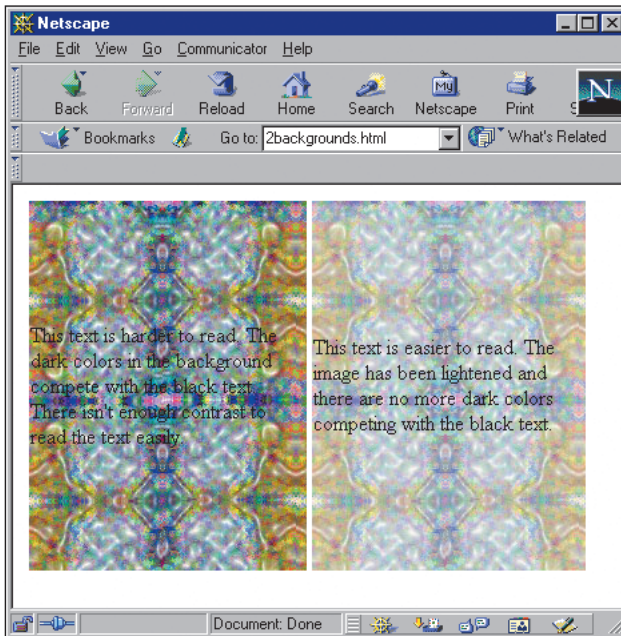 Netscape
File Edit View Go Communicator Help
My
N
Back Forward Reload Home Search Netscape Print S
Bookmarks Go to: 2backgrounds.html What's Related
This text is harder to read. The
dark colors in the background
compete with the black text.
There isn't enough contrast to
read the text easily.
This text is easier to read. The
image has been lightened and
there are no more dark colors
competing with the black text.
Document: Done